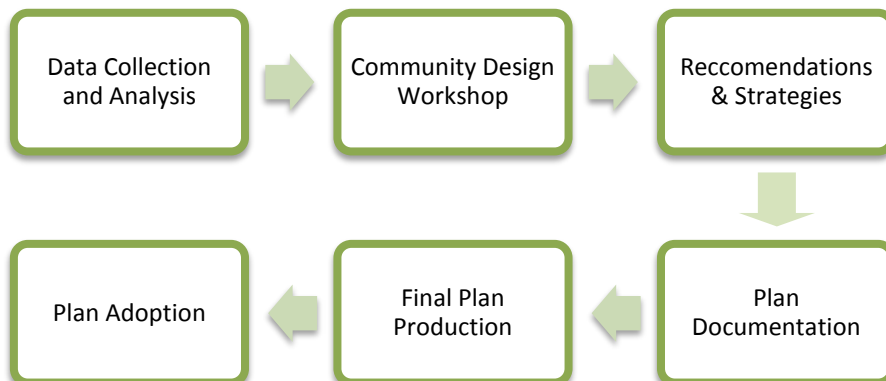 Data Collection
and Analysis
Community Design
Workshop
Reccomendations
& Strategies
Plan
Documentation
Final Plan
Production
Plan Adoption